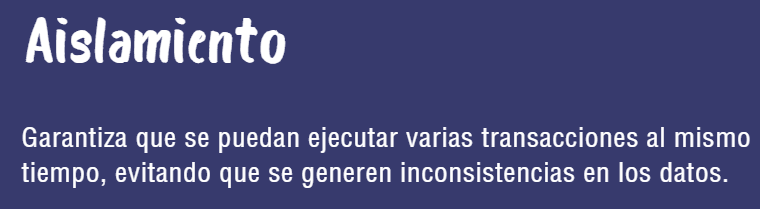 Aislamiento
Garantiza que se puedan ejecutar varias transacciones al mismo
tiempo, evitando que se generen inconsistencias en los datos.